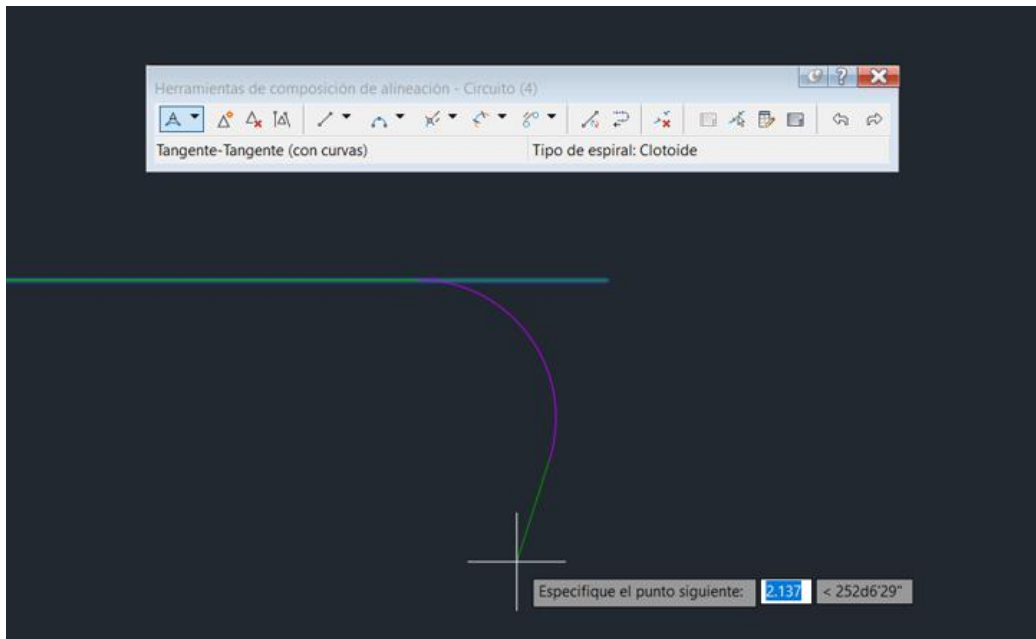 Herramientas de composición de alineación - Circuito (4)
Tangente-Tangente (con curvas) Tipo de espiral: Clotoide
Especifique el punto siguiente: 2.137 < 252d6'29"